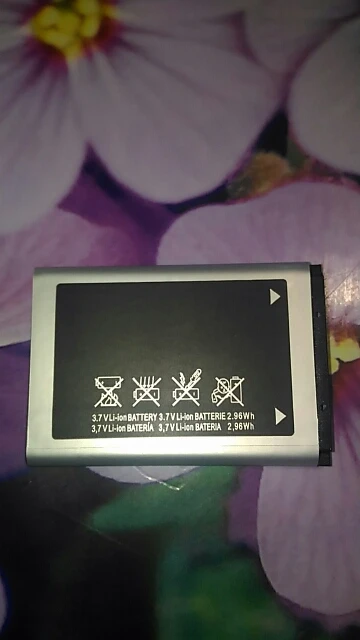 3.7 V Li-ion BATTERY 3.7 V Li-ion BATTERIE 2.96Wh
3,7 V Li-ion BATERÍA 3,7 V Li-ion BATERIA 2,96Wh